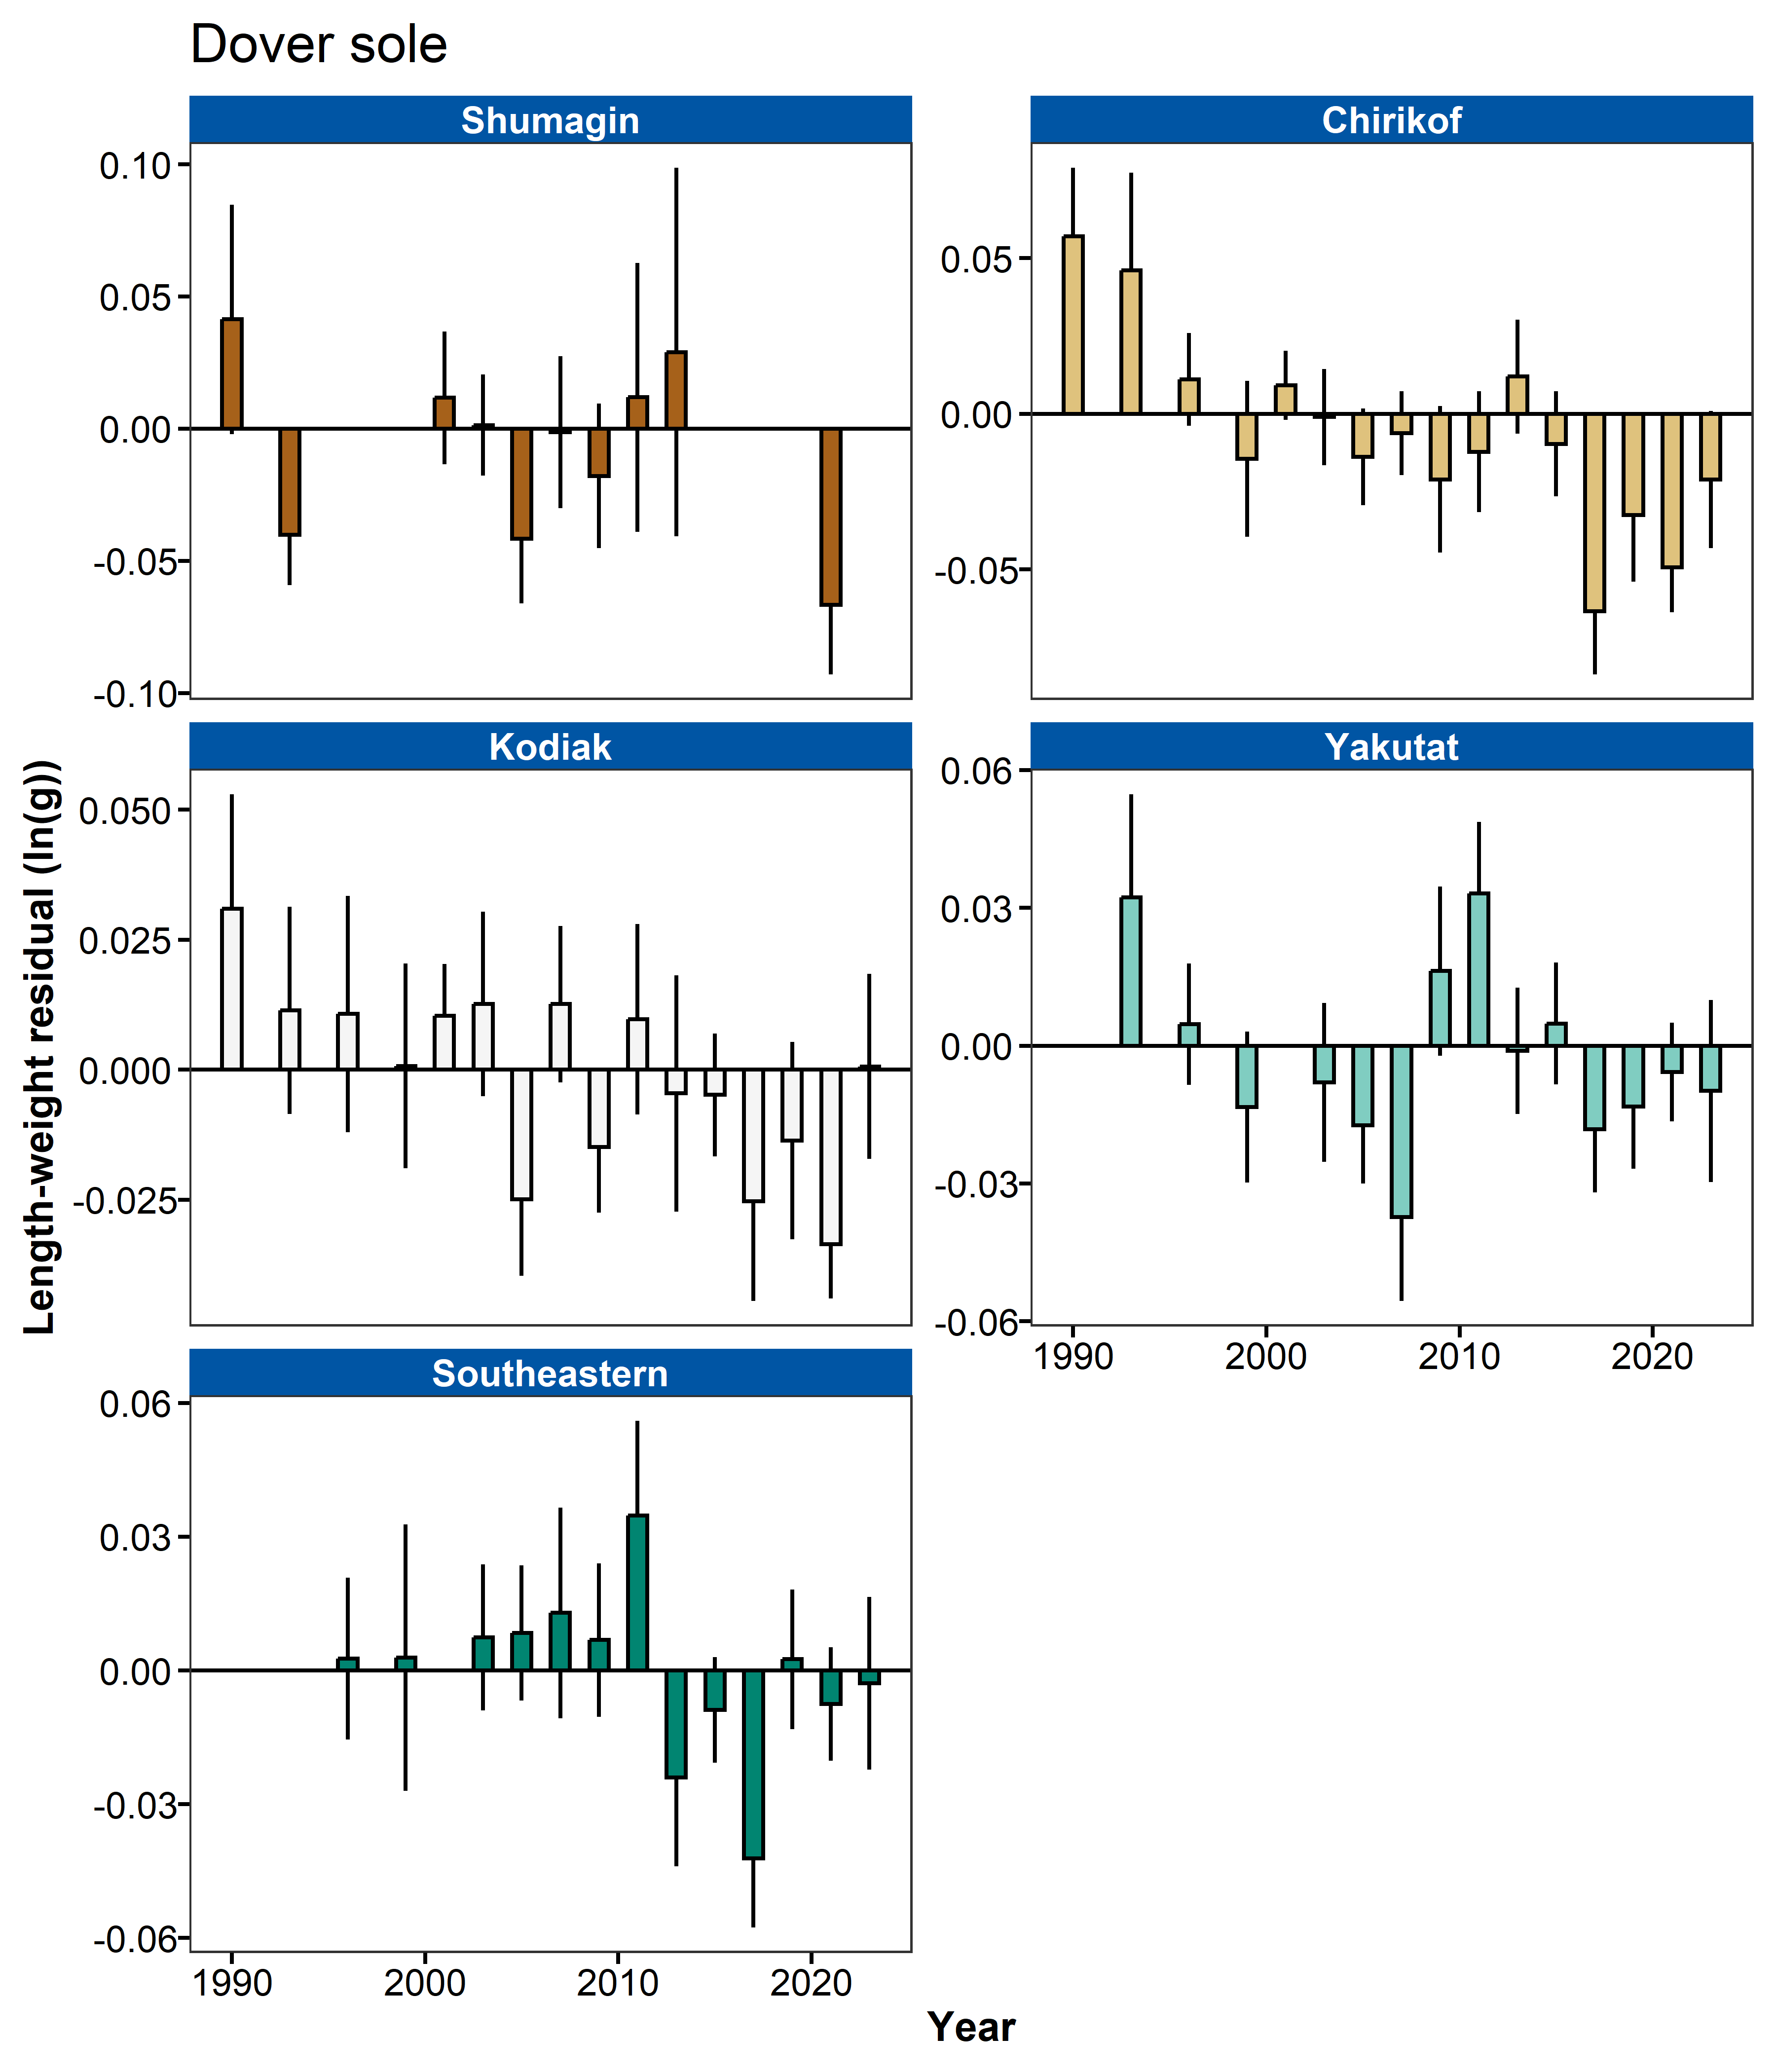 Dover sole
Shumagin
Chirikof
0.10
0.05
0.00
-0.05
-0.10
0.05
0.00
-0.05
Kodiak
Yakutat
0.050
0.025
0.000
-0.025
0.06
0.03
0.00
-0.03
-0.06
1990 2000 2010 2020
Length-weight residual (ln(g))
Southeastern
0.06
0.03
0.00
-0.03
-0.06
1990 2000 2010 2020
Year